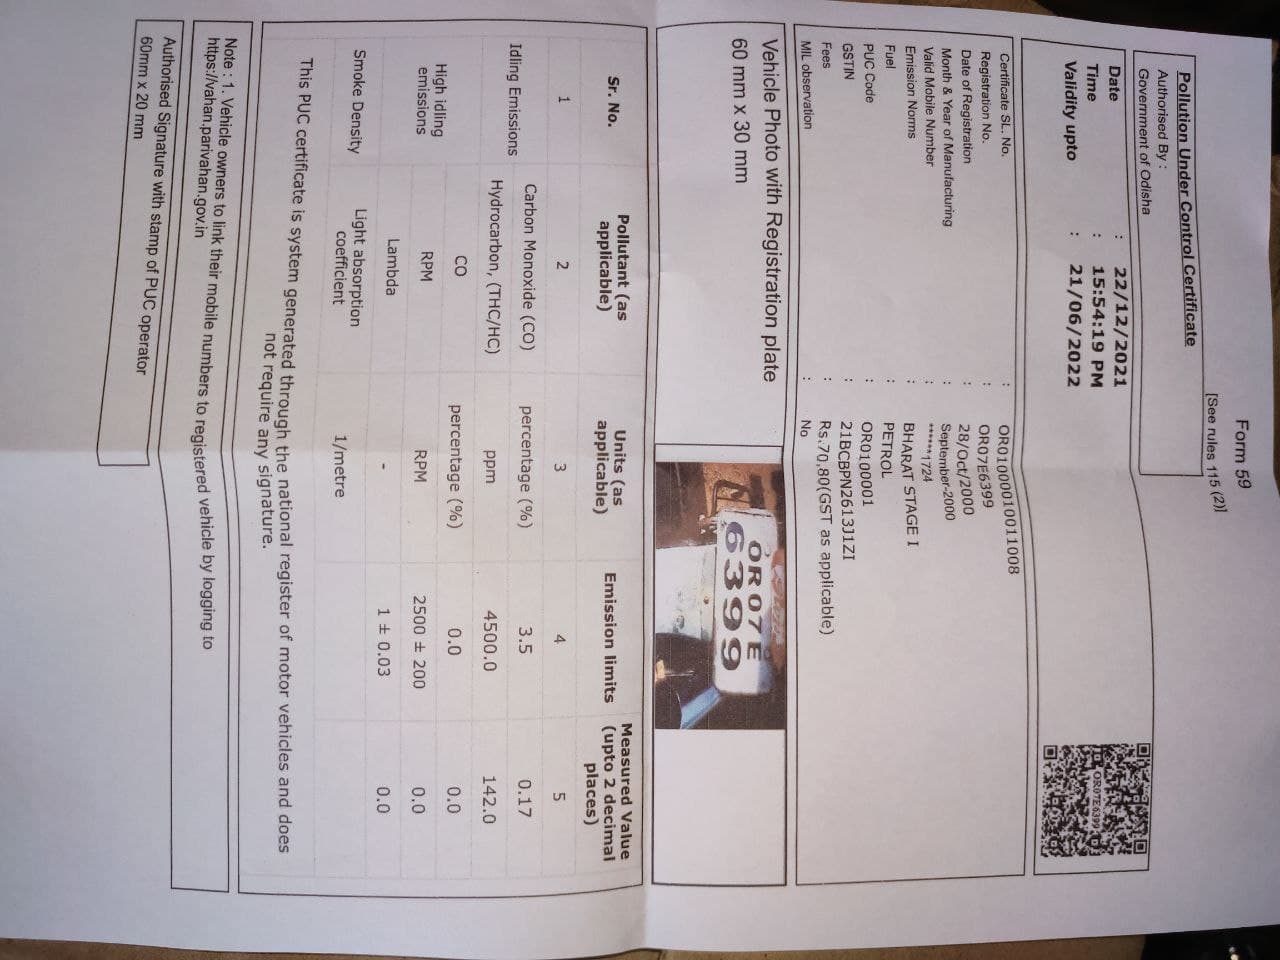 Form 59
[See rules 115 (2)]
Pollution Under Control Certificate
Authorised By :
Government of Odisha
Date : 22/12/2021
Time : 15:54:19 PM
Validity upto : 21/06/2022
OR07E6399
Certificate SL. No. : OR01000010011008
Registration No. : OR07E6399
Date of Registration : 28/Oct/2000
Month & Year of Manufacturing : September-2000
Valid Mobile Number : ******1724
Emission Norms : BHARAT STAGE I
Fuel : PETROL
PUC Code : OR0100001
GSTIN : 21BCBPN2613J1ZI
Fees : Rs.70,80(GST as applicable)
MIL observation : No
Vehicle Photo with Registration plate
60 mm x 30 mm
OR07E
6399
Sr. No. Pollutant (as applicable) Units (as applicable) Emission limits Measured Value (upto 2 decimal places)
1 2 3 4 5
Idling Emissions Carbon Monoxide (CO) percentage (%) 3.5 0.17
Hydrocarbon, (THC/HC) ppm 4500.0 142.0
High idling emissions CO percentage (%) 0.0 0.0
RPM RPM 2500 ± 200 0.0
Lambda - 1 ± 0.03 0.0
Smoke Density Light absorption coefficient 1/metre
This PUC certificate is system generated through the national register of motor vehicles and does
not require any signature.
Note : 1. Vehicle owners to link their mobile numbers to registered vehicle by logging to
https://vahan.parivahan.gov.in
Authorised Signature with stamp of PUC operator
60mm x 20 mm